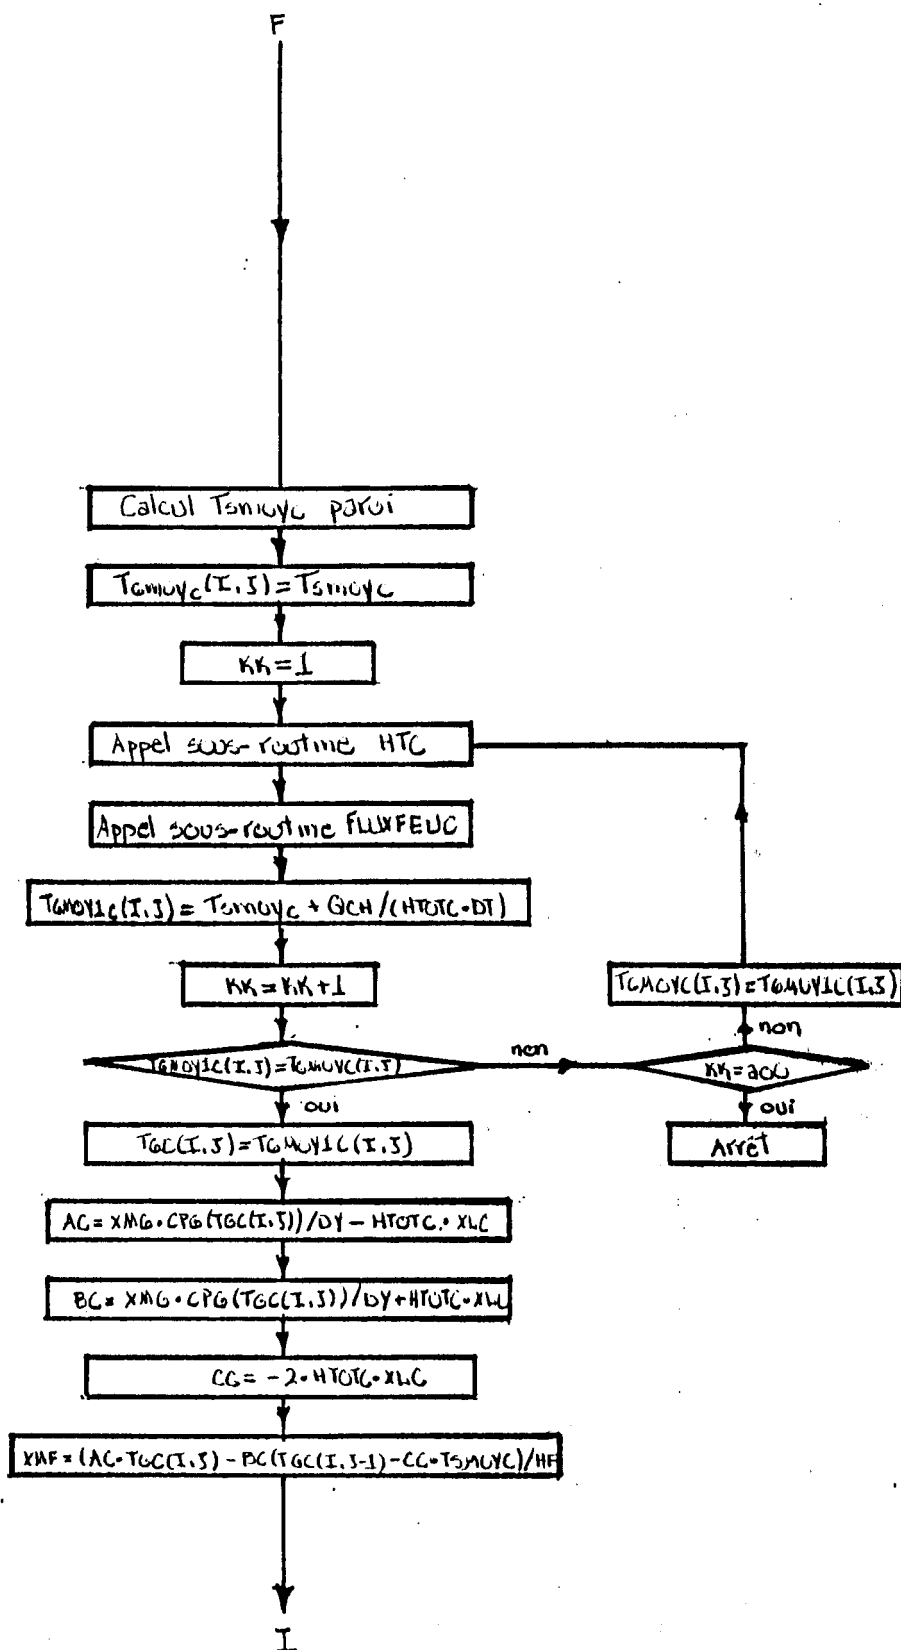 F
Calcul Tsmoyc paroi
TGmoyc(I,J)=Tsmoyc
KK=1
Appel sous-routine HTC
Appel sous-routine FLUXFEUC
TGMOY1c(I,J)= Tsmoyc + QCH/(HTOTC•DT)
KK=KK+1
TGMOYC(I,J)=TGMOY1C(I,J)
non
TGMOY1C(I,J)=TGMOYC(I,J)
non
KK=200
oui
oui
TGC(I,J)=TGMOY1C(I,J)
Arrêt
AC=XMG•CPG(TGC(I,J))/DY-HTOTC•XLC
BC=XMG•CPG(TGC(I,J))/DY+HTOTC•XLC
CC=-2•HTOTC•XLC
XMF=(AC•TGC(I,J)-BC(TGC(I,J-1)-CC•TSMOYC)/HF
I